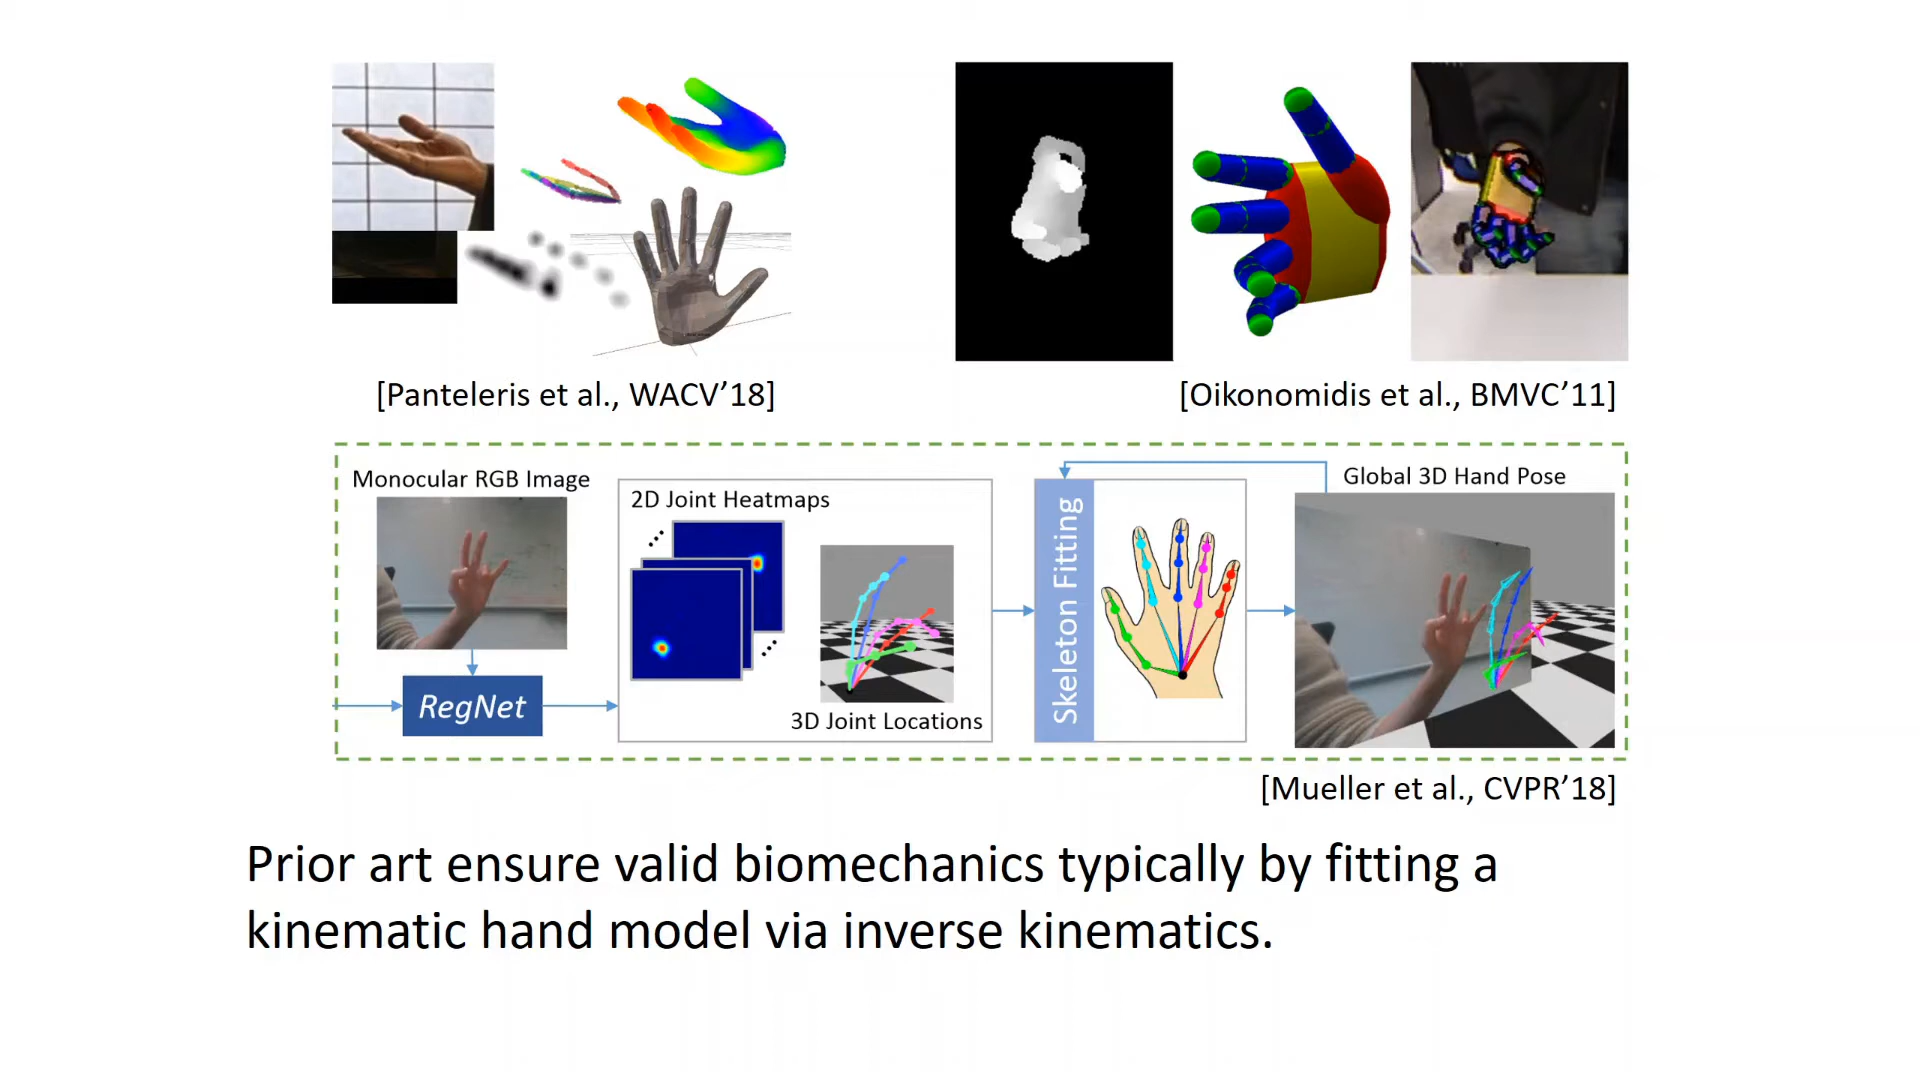 [Panteleris et al., WACV’18]
[Oikonomidis et al., BMVC’11]
Monocular RGB Image
2D Joint Heatmaps
Global 3D Hand Pose
Skeleton Fitting
RegNet
3D Joint Locations
[Mueller et al., CVPR’18]
Prior art ensure valid biomechanics typically by fitting a
kinematic hand model via inverse kinematics.